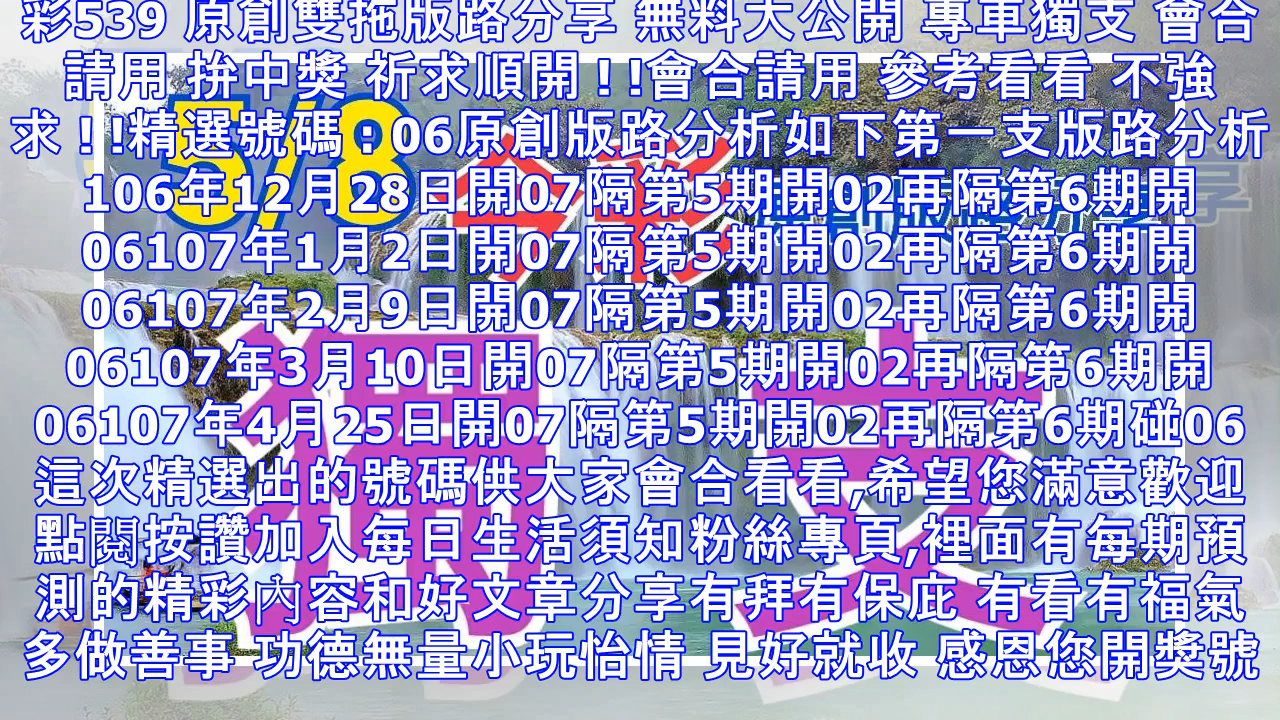 彩539 原創雙拖版路分享 無料大公開 專車獨支 會合
請用 拚中獎 祈求順開 ! !會合請用 參考看看 不強
求 ! !精選號碼 : 06原創版路分析如下第一支版路分析
106年12月28日開07隔第5期開02再隔第6期開
06107年1月2日開07隔第5期開02再隔第6期開
06107年2月9日開07隔第5期開02再隔第6期開
06107年3月10日開07隔第5期開02再隔第6期開
06107年4月25日開07隔第5期開02再隔第6期碰06
這次精選出的號碼供大家會合看看,希望您滿意歡迎
點閱按讚加入每日生活須知粉絲專頁,裡面有每期預
測的精彩內容和好文章分享有拜有保庇 有看有福氣
多做善事 功德無量小玩怡情 見好就收 感恩您開獎號
5/8
今彩
原創版路分享
獨支